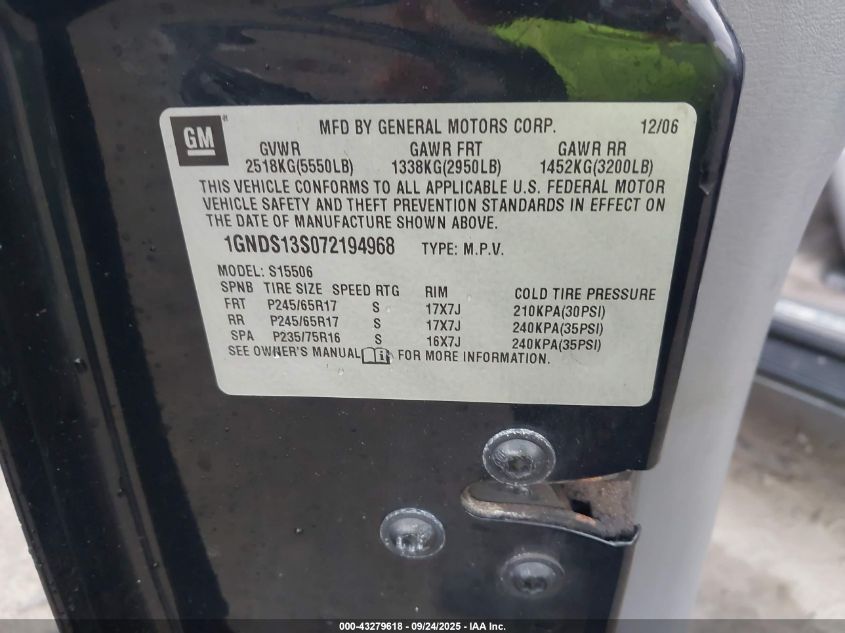 GM
MFD BY GENERAL MOTORS CORP. 12/06
GVWR GAWR FRT GAWR RR
2518KG(5550LB) 1338KG(2950LB) 1452KG(3200LB)
THIS VEHICLE CONFORMS TO ALL APPLICABLE U.S. FEDERAL MOTOR
VEHICLE SAFETY AND THEFT PREVENTION STANDARDS IN EFFECT ON
THE DATE OF MANUFACTURE SHOWN ABOVE.
1GNDS13S072194968 TYPE: M.P.V.
MODEL: S15506
SPNB TIRE SIZE SPEED RTG RIM COLD TIRE PRESSURE
FRT P245/65R17 S 17X7J 210KPA(30PSI)
RR P245/65R17 S 17X7J 240KPA(35PSI)
SPA P235/75R16 S 16X7J 240KPA(35PSI)
SEE OWNER'S MANUAL FOR MORE INFORMATION.
000-43279618 - 09/24/2025 - IAA Inc.